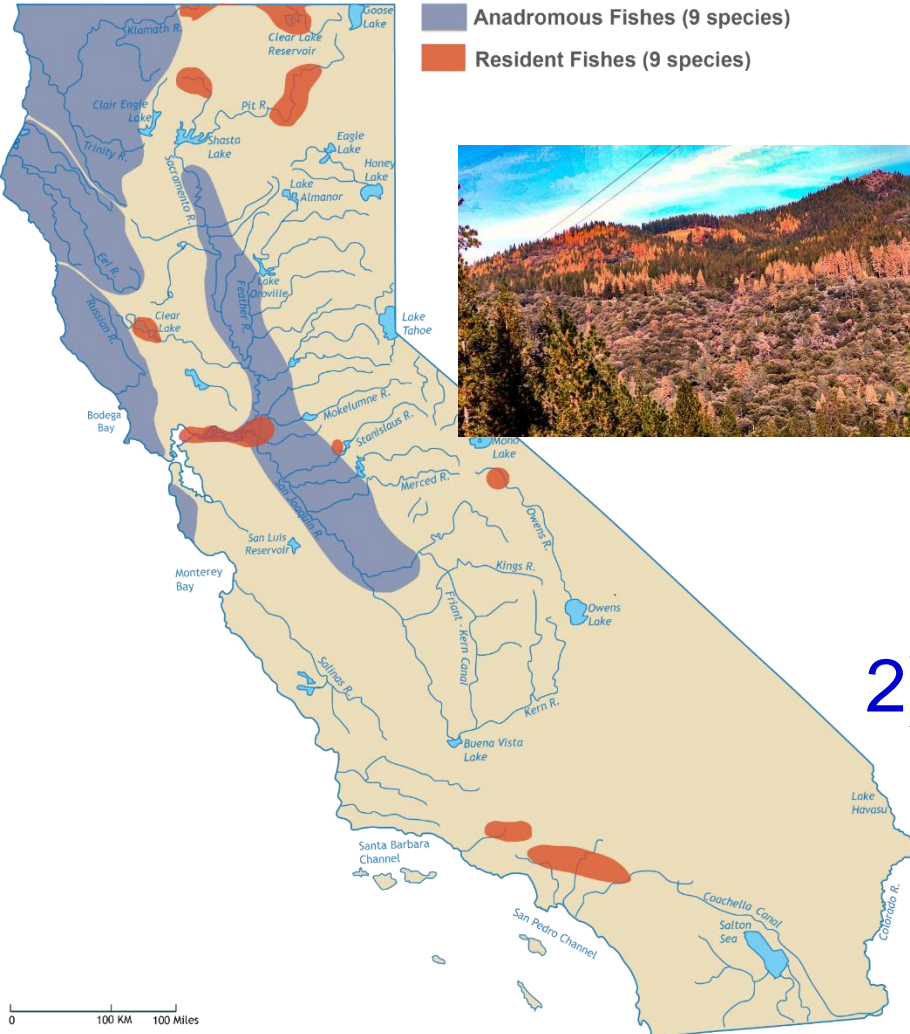 Anadromous Fishes (9 species)
Resident Fishes (9 species)
Klamath R.
Goose
Lake
Clear Lake
Reservoir
Clair Engle
Lake
Pit R.
Trinity R.
Shasta
Lake
Eagle
Lake
Honey
Lake
Sacramento R.
Lake
Almanor
Eel R.
Lake
Oroville
Feather R.
Russian R.
Clear
Lake
Lake
Tahoe
Bodega
Bay
Mokelumne R.
Stanislaus R.
Mono
Lake
Merced R.
San Joaquin R.
Owens R.
San Luis
Reservoir
Kings R.
Monterey
Bay
Friant - Kern Canal
Owens
Lake
Salinas R.
Kern R.
2
Buena Vista
Lake
Lake
Havasu
Santa Barbara
Channel
Coachella Canal
Colorado R.
San Pedro Channel
Salton
Sea
0 100 KM 100 Miles